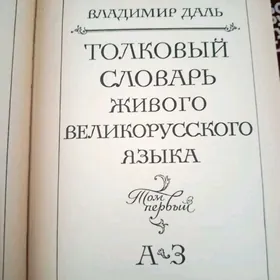 ВЛАДИМИР ДАЛЬ
ТОЛКОВЫЙ
СЛОВАРЬ
ЖИВОГО
ВЕЛИКОРУССКОГО
ЯЗЫКА
Том
первый
А-З